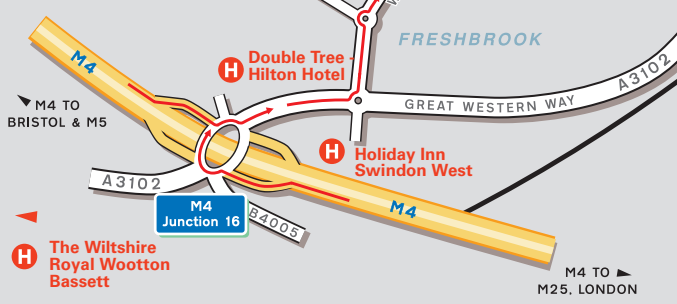 FRESHBROOK
H
Double Tree
Hilton Hotel
M4
A3102
GREAT WESTERN WAY
M4 TO
BRISTOL & M5
H
Holiday Inn
Swindon West
A3102
M4
Junction 16
B4005
M4
H
The Wiltshire
Royal Wootton
Bassett
M4 TO
M25, LONDON